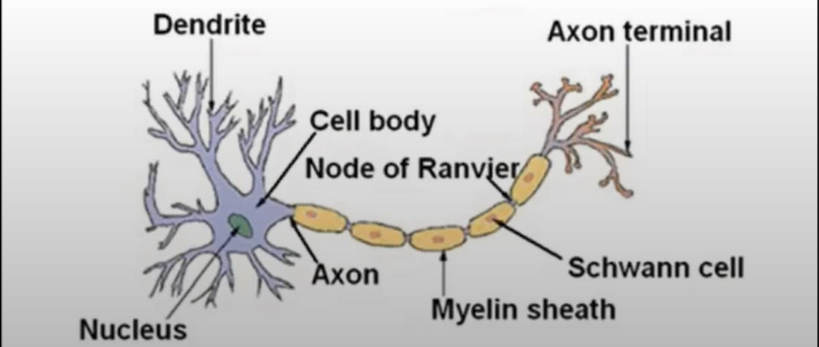 Dendrite
Axon terminal
Cell body
Node of Ranvier
Axon
Schwann cell
Myelin sheath
Nucleus